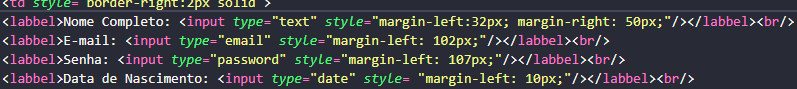 <td style= border-right:2px solid >
<labbel>Nome Completo: <input type="text" style="margin-left:32px; margin-right: 50px;"/></labbel><br/>
<labbel>E-mail: <input type="email" style="margin-left: 102px;"/></labbel><br/>
<labbel>Senha: <input type="password" style="margin-left: 107px;"/></labbel><br/>
<labbel>Data de Nascimento: <input type="date" style= "margin-left: 10px;"/></labbel><br/>